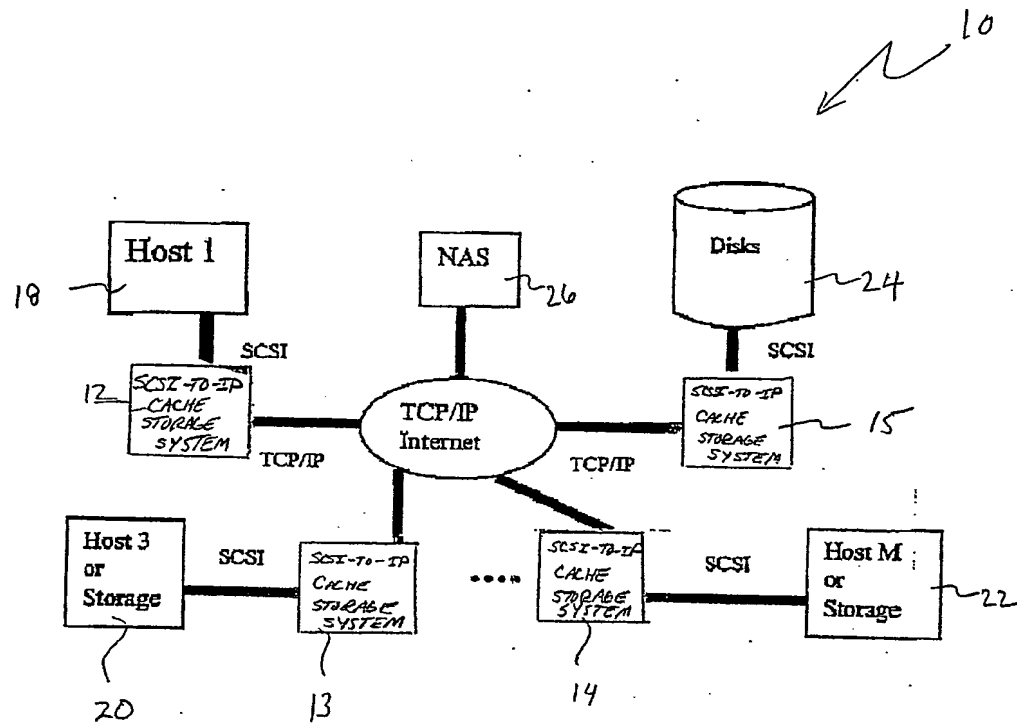 10
Host 1
18
NAS
26
Disks
24
SCSI
SCSI
SCSI-TO-IP
CACHE
STORAGE
SYSTEM
12
TCP/IP
Internet
SCSI-TO-IP
CACHE
STORAGE
SYSTEM
15
TCP/IP
TCP/IP
Host 3
or
Storage
20
SCSI
SCSI-TO-IP
CACHE
STORAGE
SYSTEM
13
SCSI-TO-IP
CACHE
STORAGE
SYSTEM
14
SCSI
Host M
or
Storage
22